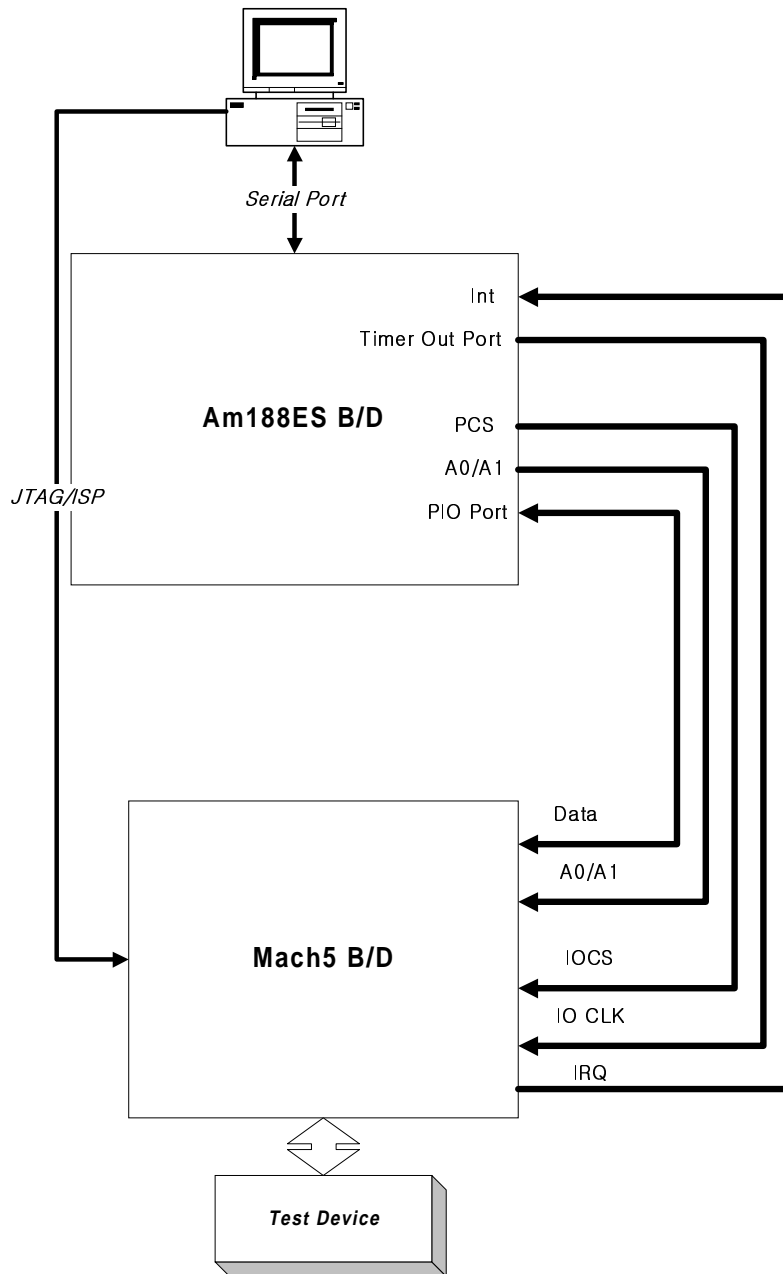 Serial Port
Int
Timer Out Port
Am188ES B/D
PCS
A0/A1
JTAG/ISP
PIO Port
Data
A0/A1
Mach5 B/D
IOCS
IO CLK
IRQ
Test Device